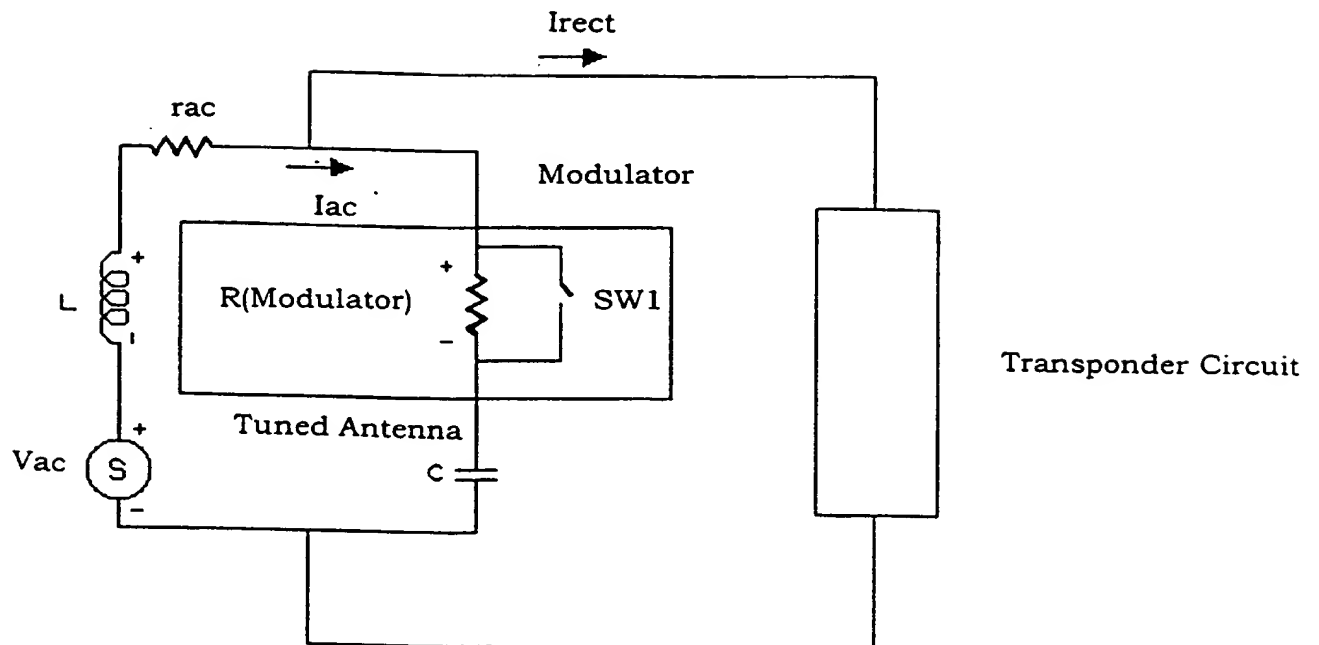 Irect
rac
Modulator
Iac
+
+
L
R(Modulator)
SW1
-
−
Transponder Circuit
Tuned Antenna
+
Vac
S
C
−